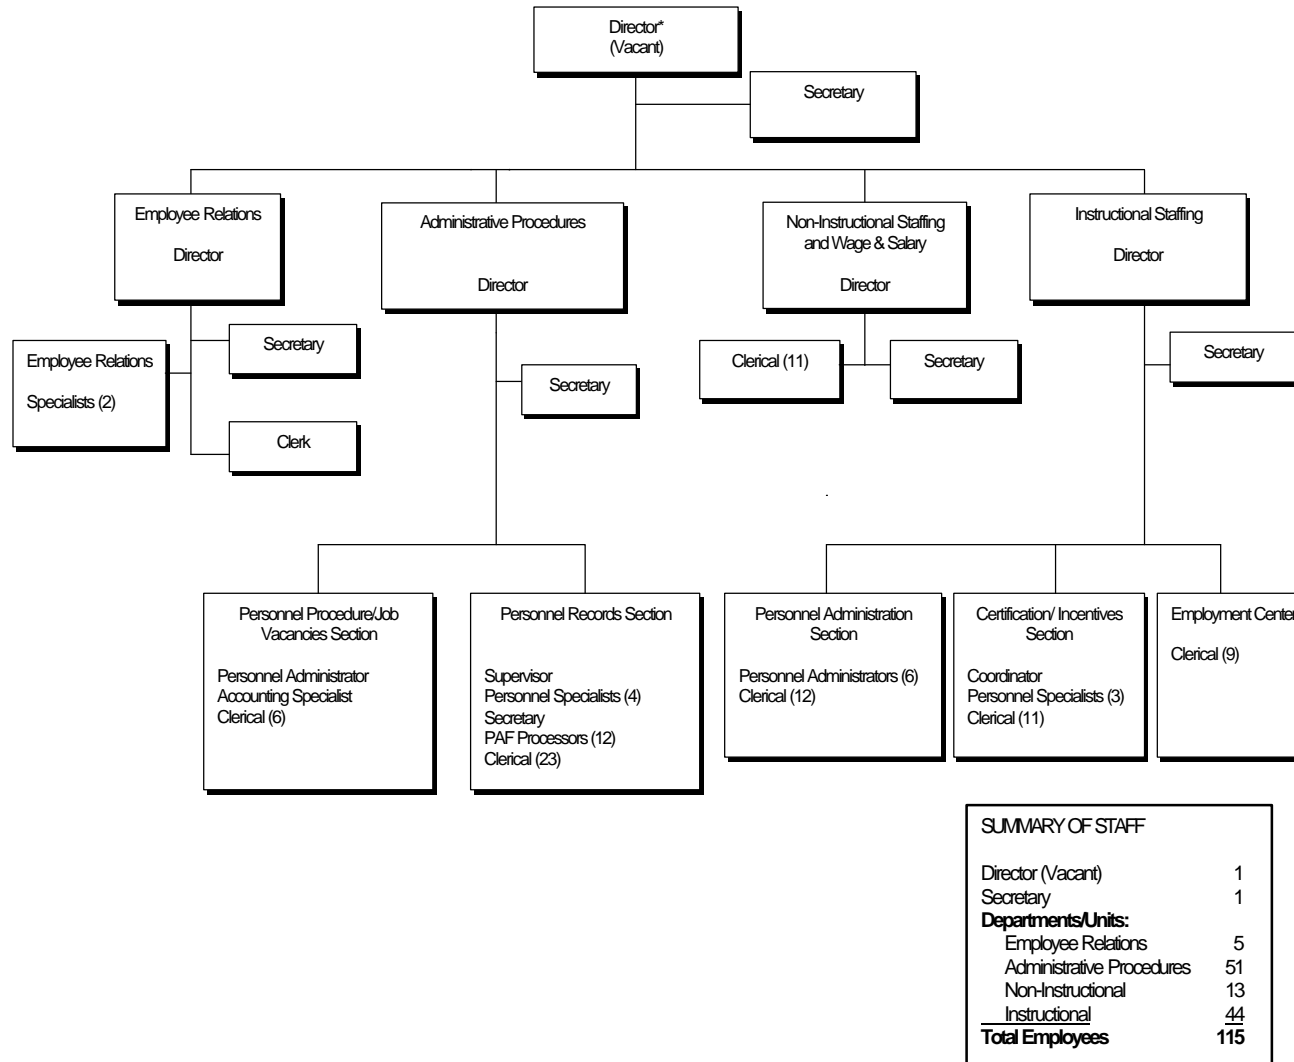 Director*
(Vacant)
Secretary
Employee Relations
Director
Administrative Procedures
Director
Non-Instructional Staffing
and Wage & Salary
Director
Instructional Staffing
Director
Employee Relations
Specialists (2)
Secretary
Clerk
Secretary
Clerical (11)
Secretary
Secretary
Personnel Procedure/Job
Vacancies Section
Personnel Administrator
Accounting Specialist
Clerical (6)
Personnel Records Section
Supervisor
Personnel Specialists (4)
Secretary
PAF Processors (12)
Clerical (23)
Personnel Administration
Section
Personnel Administrators (6)
Clerical (12)
Certification/ Incentives
Section
Coordinator
Personnel Specialists (3)
Clerical (11)
Employment Center
Clerical (9)
SUMMARY OF STAFF
Director (Vacant) 1
Secretary 1
Departments/Units:
Employee Relations 5
Administrative Procedures 51
Non-Instructional 13
Instructional 44
Total Employees 115